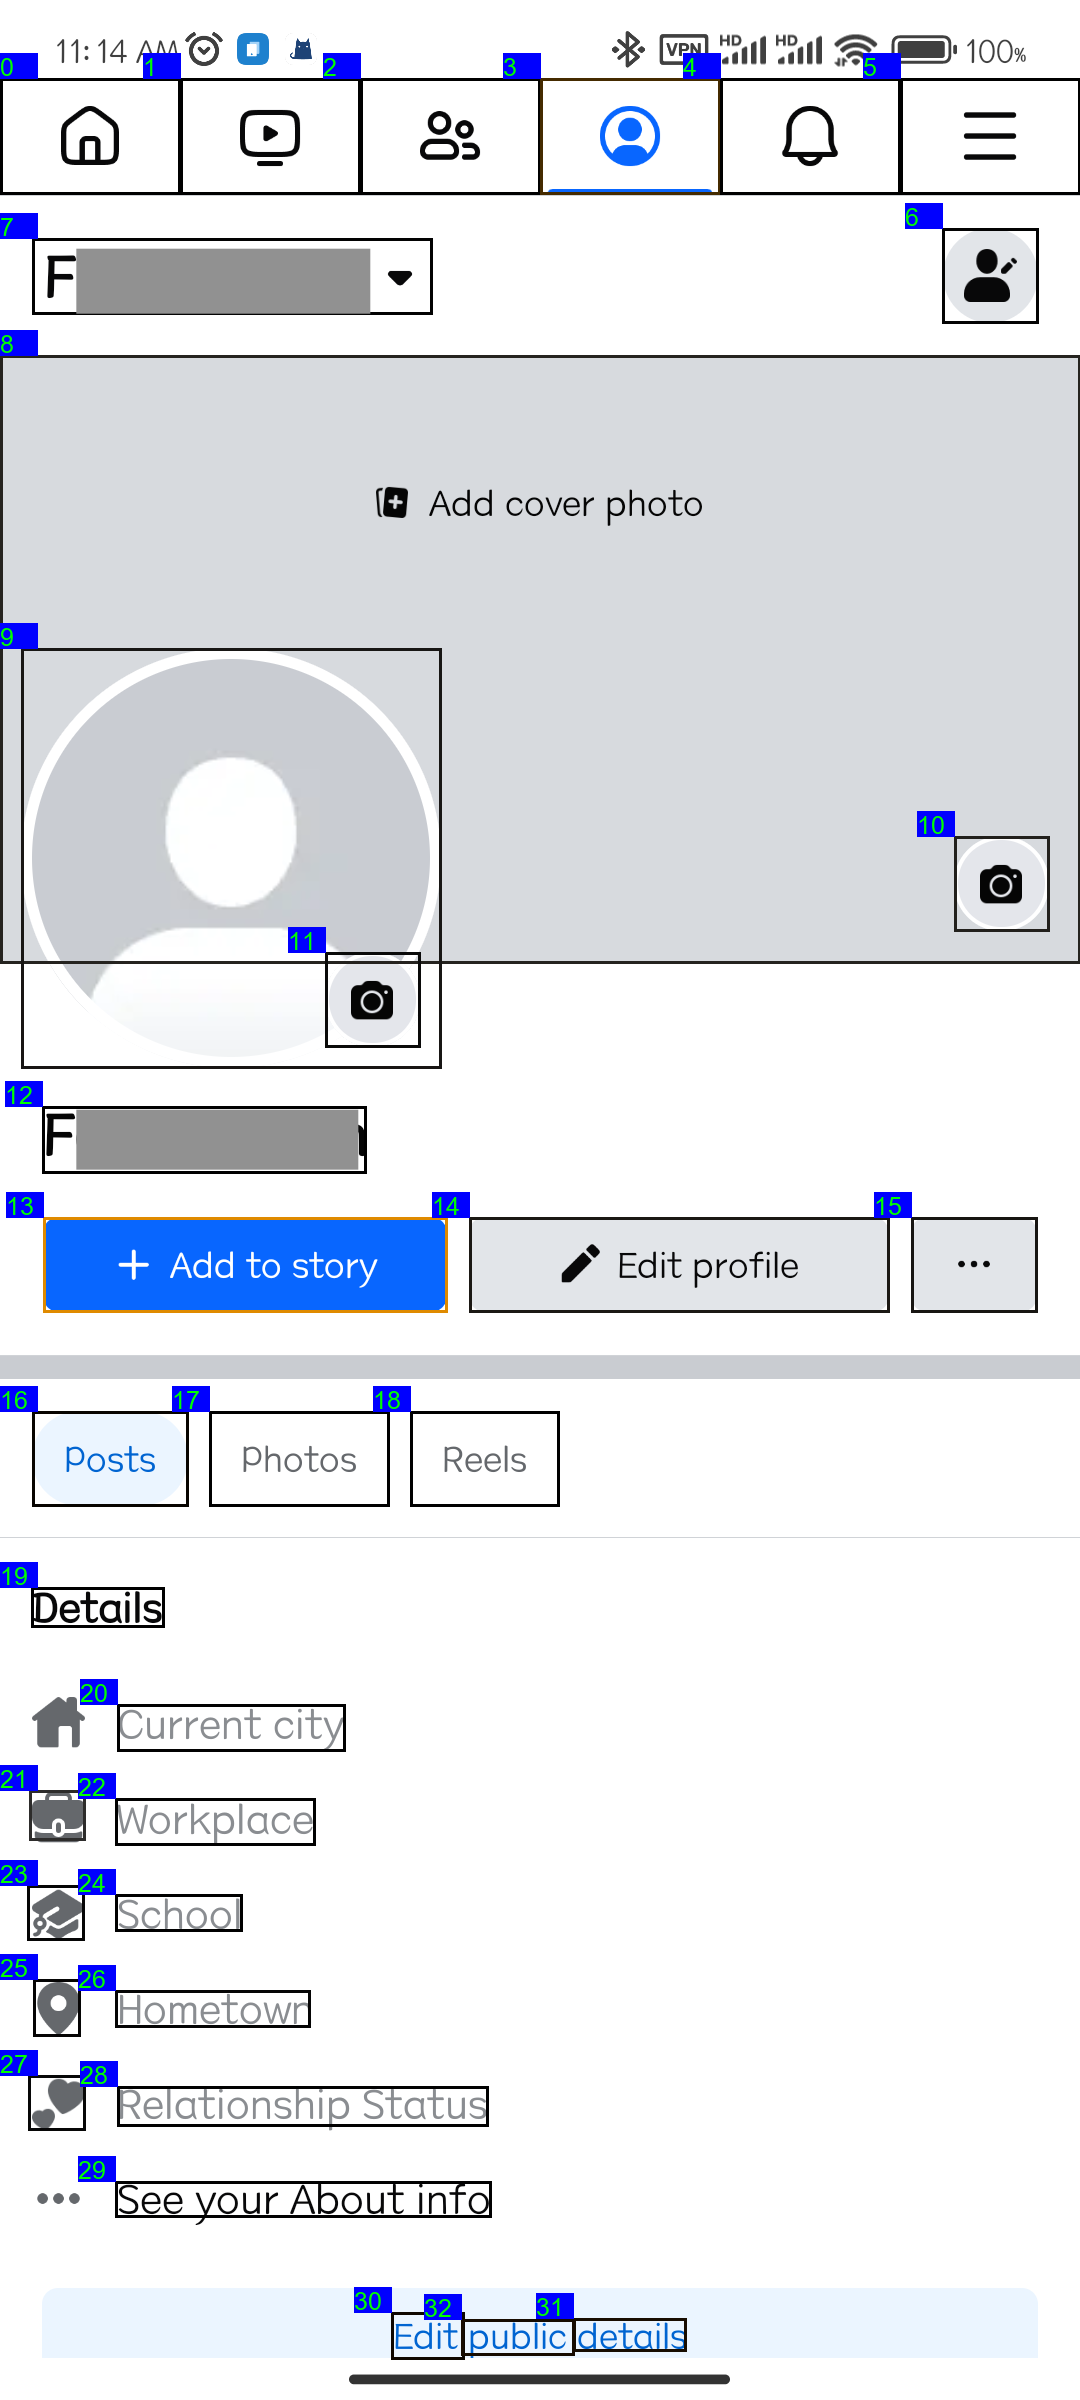 11:14 AM VPN HD HD 100%
0 1 2 3 4 5
7 F 6
8
Add cover photo
9
10
11
12
F
13 14 15
Add to story Edit profile
16 17 18
Posts Photos Reels
19
Details
20
Current city
21 22
Workplace
23 24
School
25 26
Hometown
27 28
Relationship Status
29
See your About info
30 32 31
Edit public details